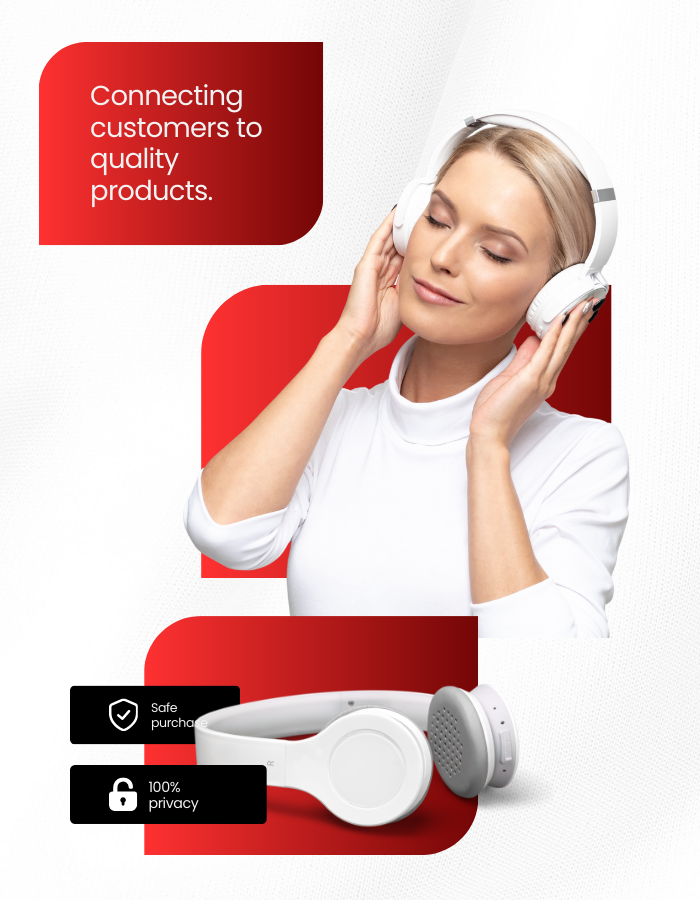 Connecting
customers to
quality
products.
Safe
purchase
100%
privacy